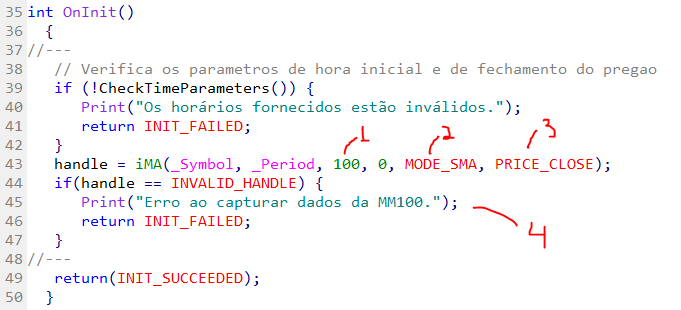 35 int OnInit()
36   {
37 //---
38    // Verifica os parametros de hora inicial e de fechamento do pregao
39    if (!CheckTimeParameters()) {
40       Print("Os horários fornecidos estão inválidos.");
41       return INIT_FAILED;
1 2 3
42    }
43    handle = iMA(_Symbol, _Period, 100, 0, MODE_SMA, PRICE_CLOSE);
44    if(handle == INVALID_HANDLE) {
45       Print("Erro ao capturar dados da MM100.");
4
46       return INIT_FAILED;
47    }
48 //---
49    return(INIT_SUCCEEDED);
50   }